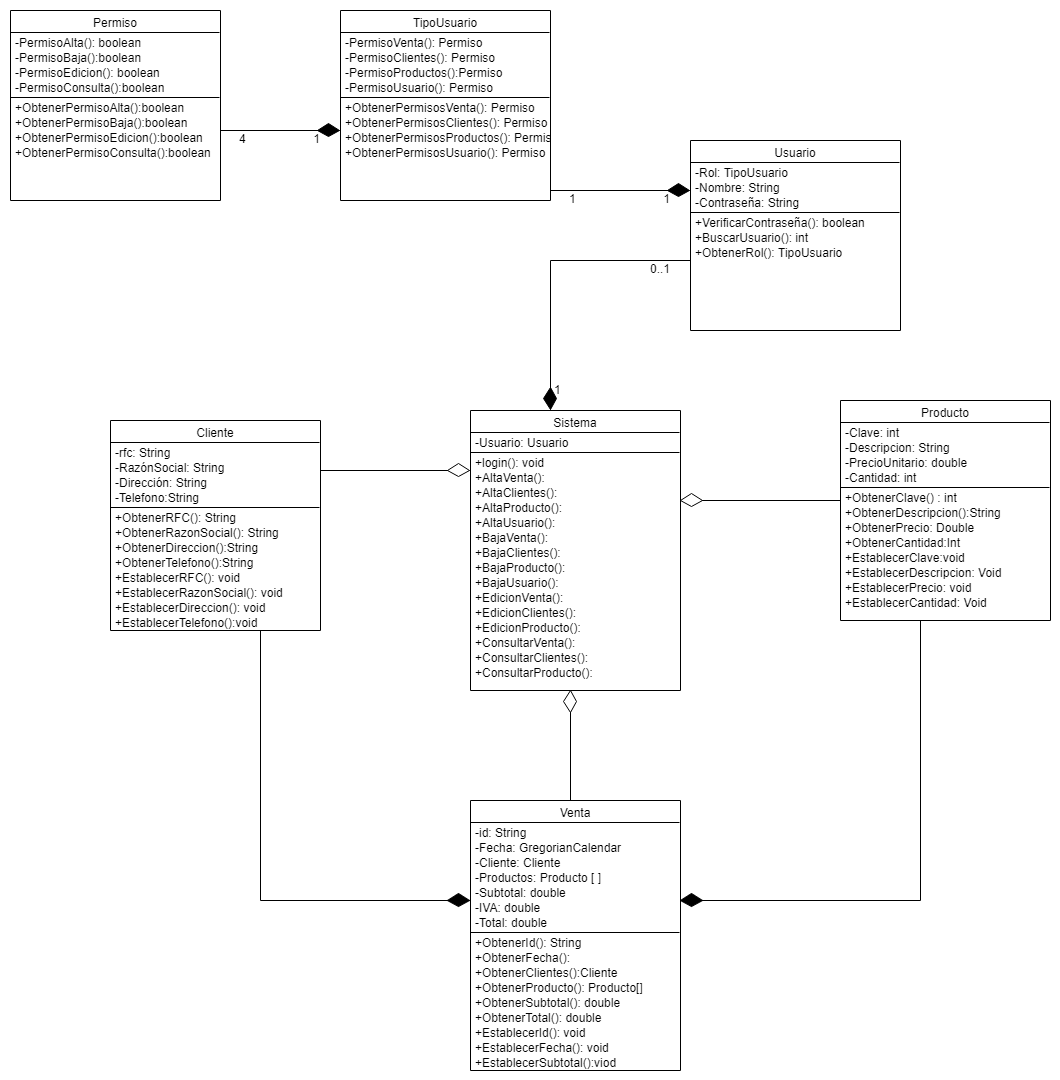 Permiso
-PermisoAlta(): boolean
-PermisoBaja():boolean
-PermisoEdicion(): boolean
-PermisoConsulta():boolean
+ObtenerPermisoAlta():boolean
+ObtenerPermisoBaja():boolean
+ObtenerPermisoEdicion():boolean
+ObtenerPermisoConsulta():boolean
4
1
TipoUsuario
-PermisoVenta(): Permiso
-PermisoClientes(): Permiso
-PermisoProductos():Permiso
-PermisoUsuario(): Permiso
+ObtenerPermisosVenta(): Permiso
+ObtenerPermisosClientes(): Permiso
+ObtenerPermisosProductos(): Permis
+ObtenerPermisosUsuario(): Permiso
1
1
Usuario
-Rol: TipoUsuario
-Nombre: String
-Contraseña: String
+VerificarContraseña(): boolean
+BuscarUsuario(): int
+ObtenerRol(): TipoUsuario
0..1
1
Cliente
-rfc: String
-RazónSocial: String
-Dirección: String
-Telefono:String
+ObtenerRFC(): String
+ObtenerRazonSocial(): String
+ObtenerDireccion():String
+ObtenerTelefono():String
+EstablecerRFC(): void
+EstablecerRazonSocial(): void
+EstablecerDireccion(): void
+EstablecerTelefono():void
Sistema
-Usuario: Usuario
+login(): void
+AltaVenta():
+AltaClientes():
+AltaProducto():
+AltaUsuario():
+BajaVenta():
+BajaClientes():
+BajaProducto():
+BajaUsuario():
+EdicionVenta():
+EdicionClientes():
+EdicionProducto():
+ConsultarVenta():
+ConsultarClientes():
+ConsultarProducto():
Producto
-Clave: int
-Descripcion: String
-PrecioUnitario: double
-Cantidad: int
+ObtenerClave() : int
+ObtenerDescripcion():String
+ObtenerPrecio: Double
+ObtenerCantidad:Int
+EstablecerClave:void
+EstablecerDescripcion: Void
+EstablecerPrecio: void
+EstablecerCantidad: Void
Venta
-id: String
-Fecha: GregorianCalendar
-Cliente: Cliente
-Productos: Producto [ ]
-Subtotal: double
-IVA: double
-Total: double
+ObtenerId(): String
+ObtenerFecha():
+ObtenerClientes():Cliente
+ObtenerProducto(): Producto[]
+ObtenerSubtotal(): double
+ObtenerTotal(): double
+EstablecerId(): void
+EstablecerFecha(): void
+EstablecerSubtotal():viod